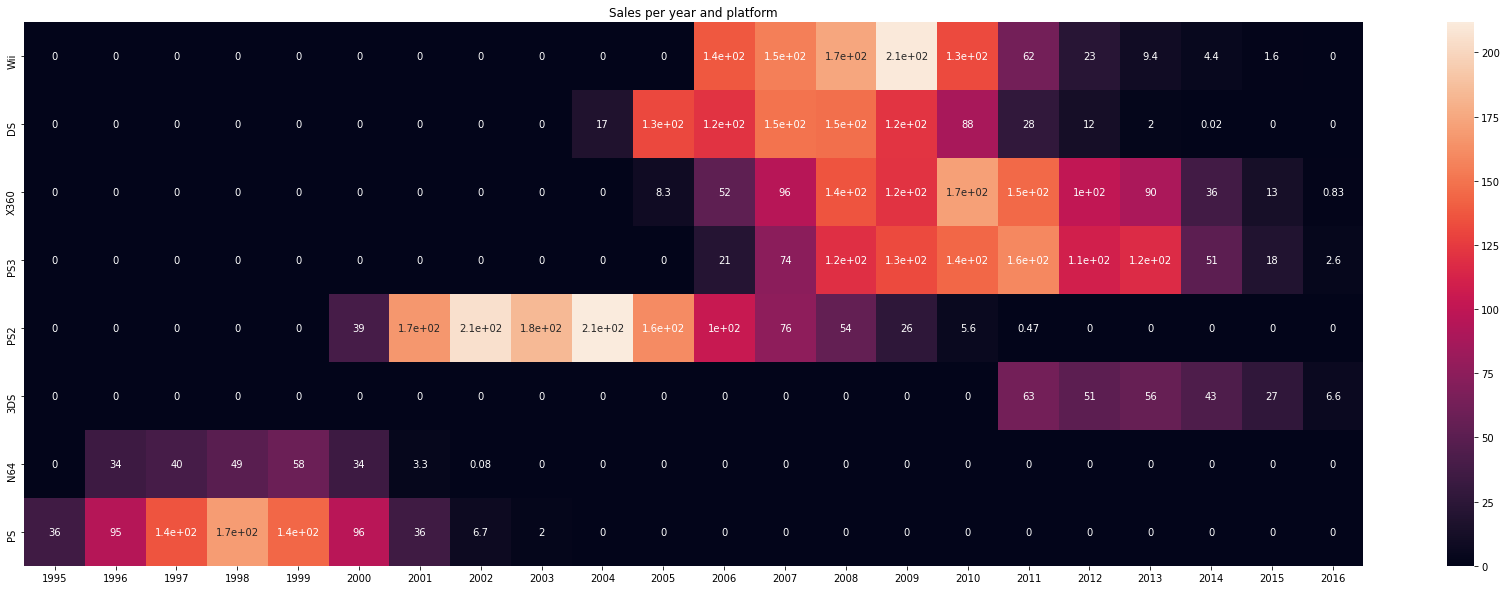 Sales per year and platform
Wii 0 0 0 0 0 0 0 0 0 0 0 1.4e+02 1.5e+02 1.7e+02 2.1e+02 1.3e+02 62 23 9.4 4.4 1.6 0
DS 0 0 0 0 0 0 0 0 0 17 1.3e+02 1.2e+02 1.5e+02 1.5e+02 1.2e+02 88 28 12 2 0.02 0 0
X360 0 0 0 0 0 0 0 0 0 0 8.3 52 96 1.4e+02 1.2e+02 1.7e+02 1.5e+02 1e+02 90 36 13 0.83
PS3 0 0 0 0 0 0 0 0 0 0 0 21 74 1.2e+02 1.3e+02 1.4e+02 1.6e+02 1.1e+02 1.2e+02 51 18 2.6
PS2 0 0 0 0 0 39 1.7e+02 2.1e+02 1.8e+02 2.1e+02 1.6e+02 1e+02 76 54 26 5.6 0.47 0 0 0 0 0
3DS 0 0 0 0 0 0 0 0 0 0 0 0 0 0 0 0 63 51 56 43 27 6.6
N64 0 34 40 49 58 34 3.3 0.08 0 0 0 0 0 0 0 0 0 0 0 0 0 0
PS 36 95 1.4e+02 1.7e+02 1.4e+02 96 36 6.7 2 0 0 0 0 0 0 0 0 0 0 0 0 0
1995 1996 1997 1998 1999 2000 2001 2002 2003 2004 2005 2006 2007 2008 2009 2010 2011 2012 2013 2014 2015 2016
200
175
150
125
100
75
50
25
0